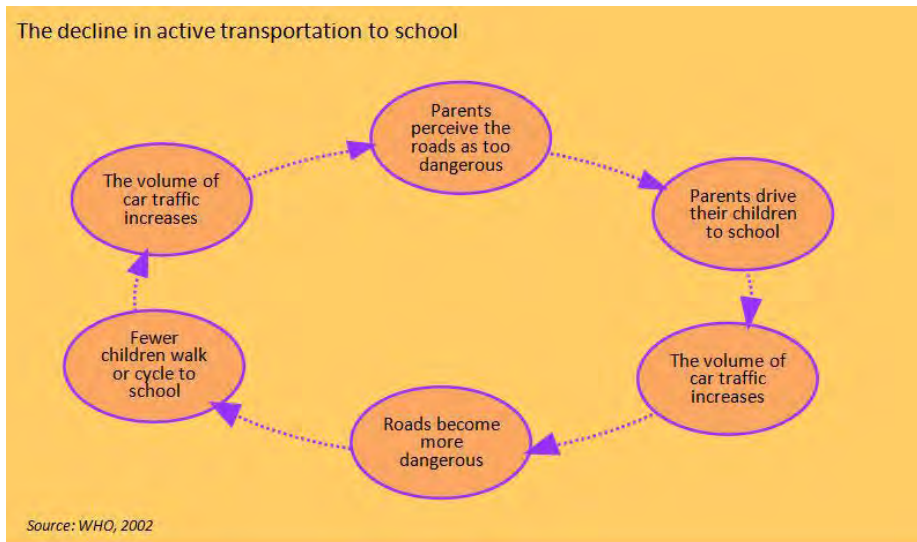 The decline in active transportation to school
Parents
perceive the
roads as too
dangerous
Parents drive
their children
to school
The volume of
car traffic
increases
Roads become
more
dangerous
Fewer
children walk
or cycle to
school
The volume of
car traffic
increases
Source: WHO, 2002